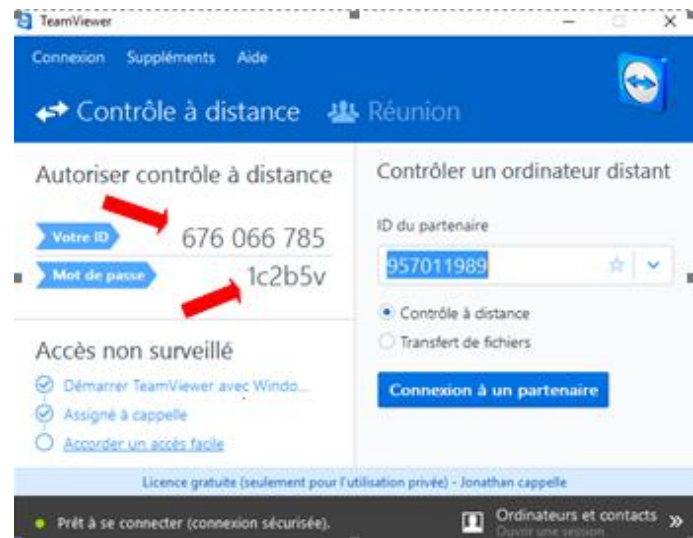 TeamViewer
Connexion Suppléments Aide
Contrôle à distance Réunion
Autoriser contrôle à distance
Votre ID 676 066 785
Mot de passe 1c2b5v
Accès non surveillé
Démarrer TeamViewer avec Windo...
Assigné à cappelle
Accorder un accès facile
Contrôler un ordinateur distant
ID du partenaire
957011989
Contrôle à distance
Transfert de fichiers
Connexion à un partenaire
Licence gratuite (seulement pour l'utilisation privée) - Jonathan cappelle
Prêt à se connecter (connexion sécurisée).
Ordinateurs et contacts
Ouvrir une session